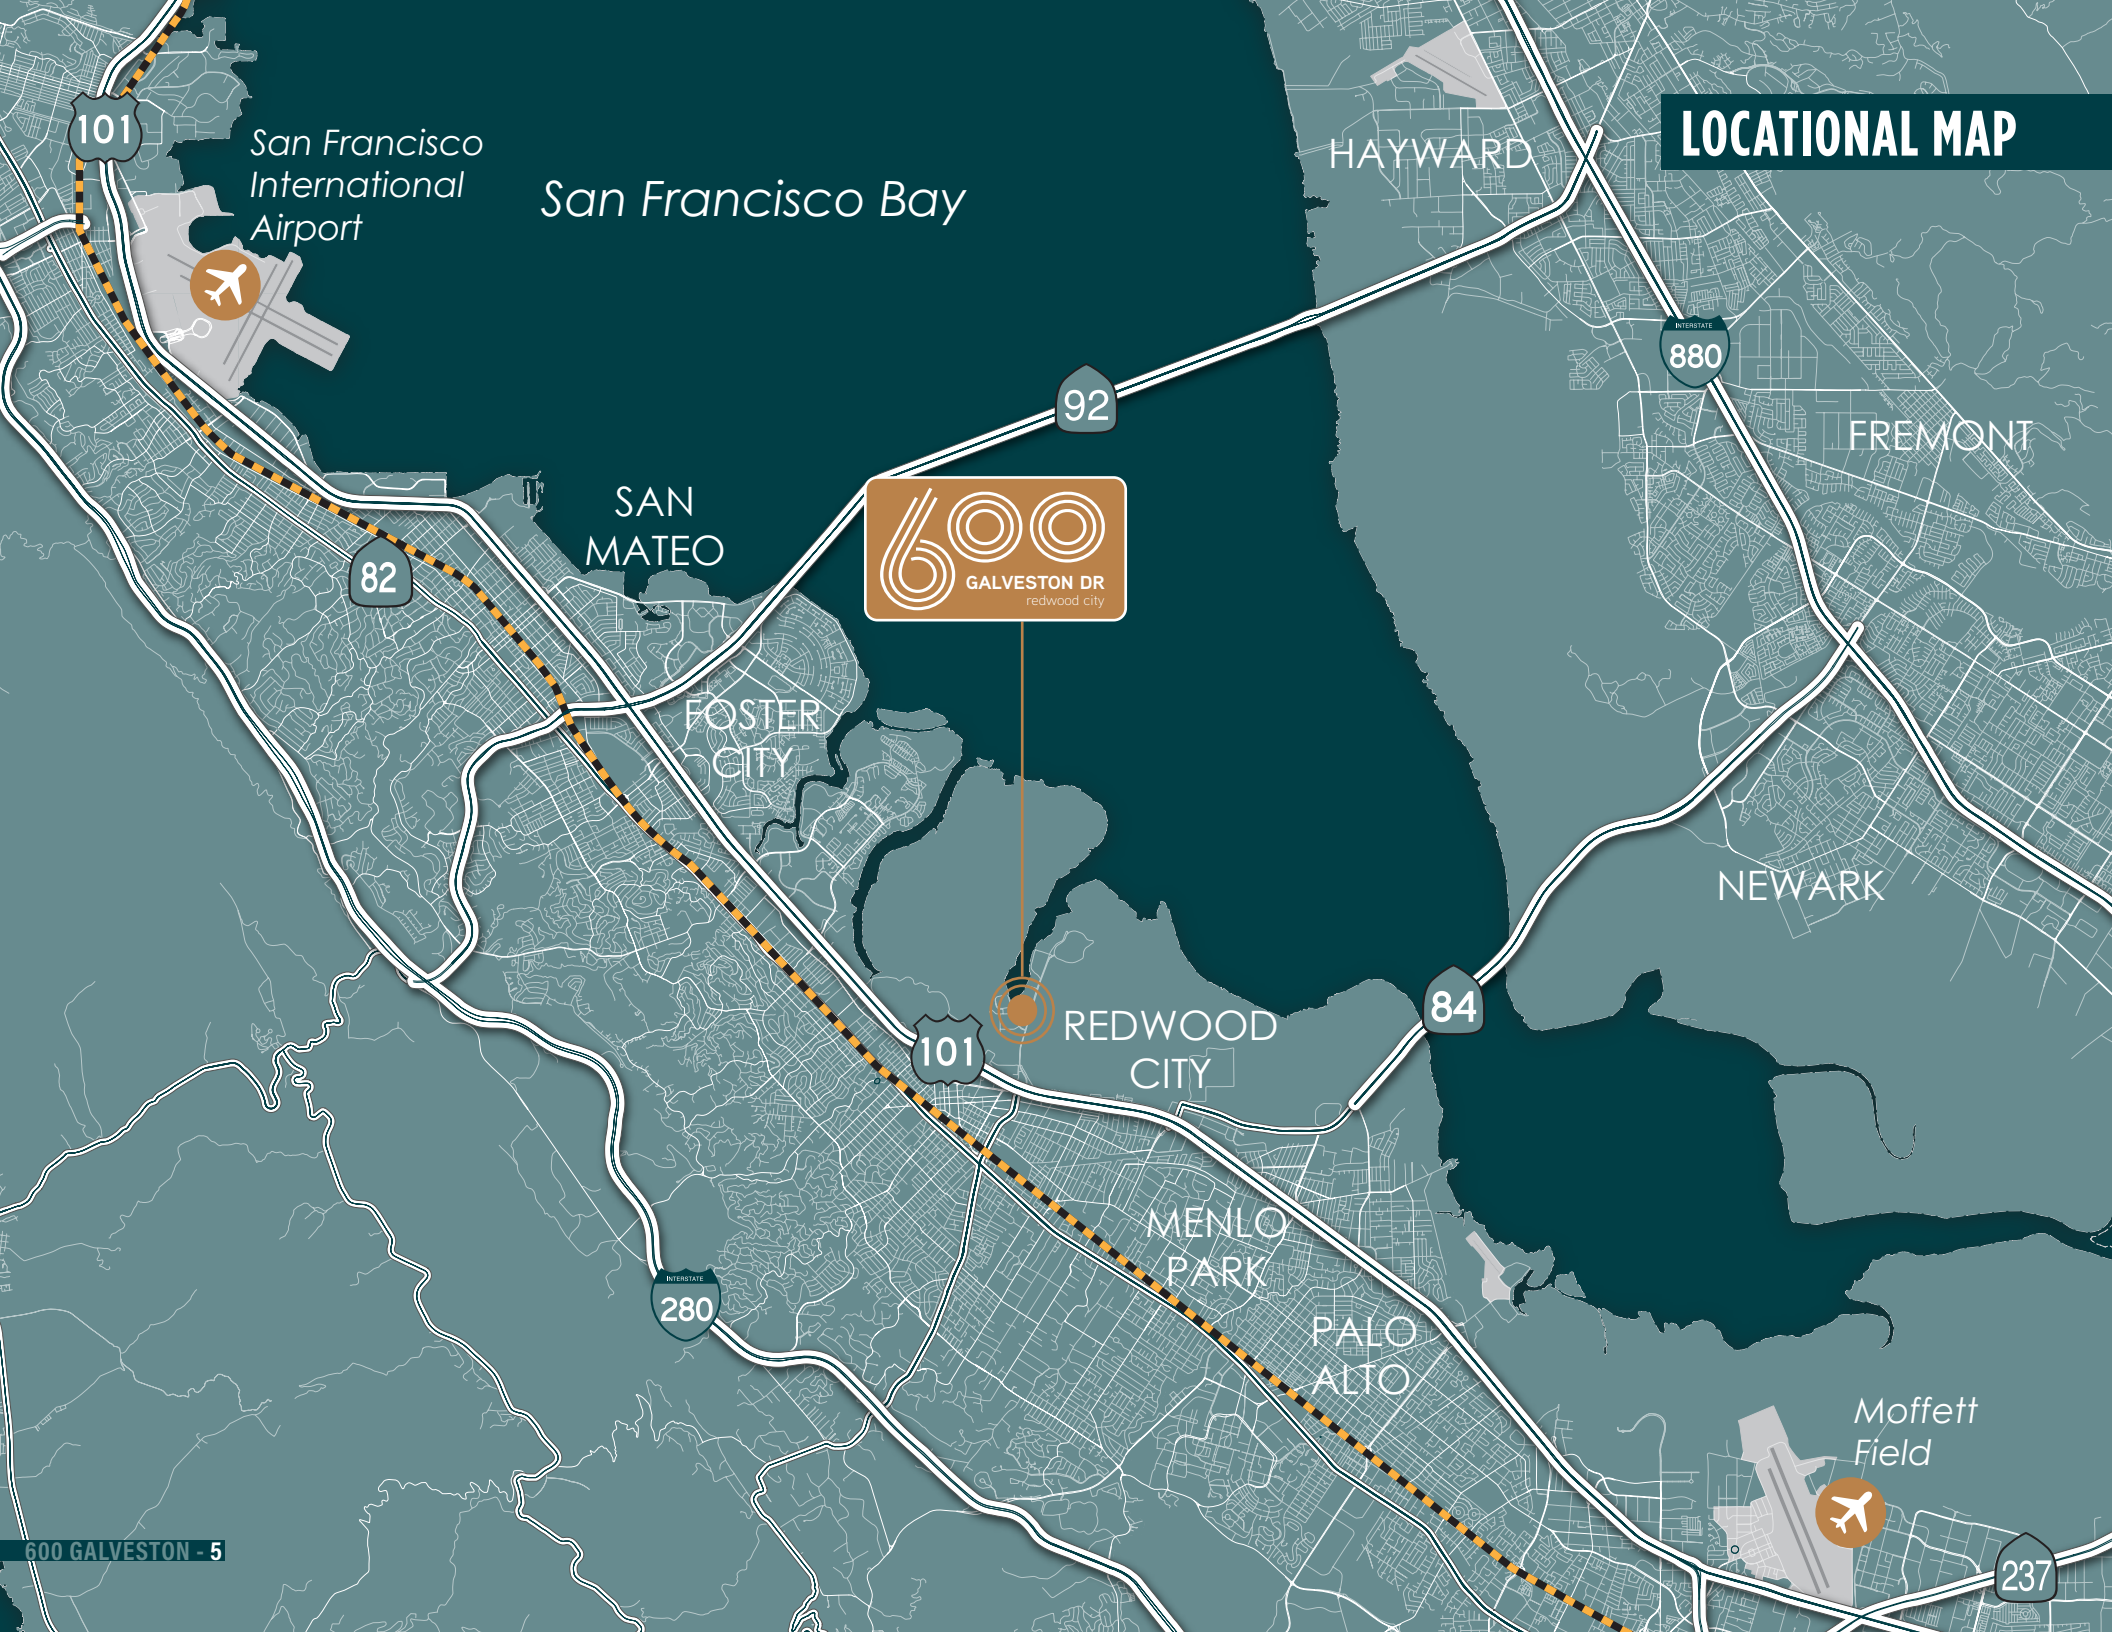 LOCATIONAL MAP
101
San Francisco
International
Airport
San Francisco Bay
HAYWARD
INTERSTATE
880
92
FREMONT
600
GALVESTON DR
redwood city
SAN
MATEO
82
FOSTER
CITY
NEWARK
84
REDWOOD
CITY
101
MENLO
PARK
INTERSTATE
280
PALO
ALTO
Moffett
Field
237
600 GALVESTON - 5